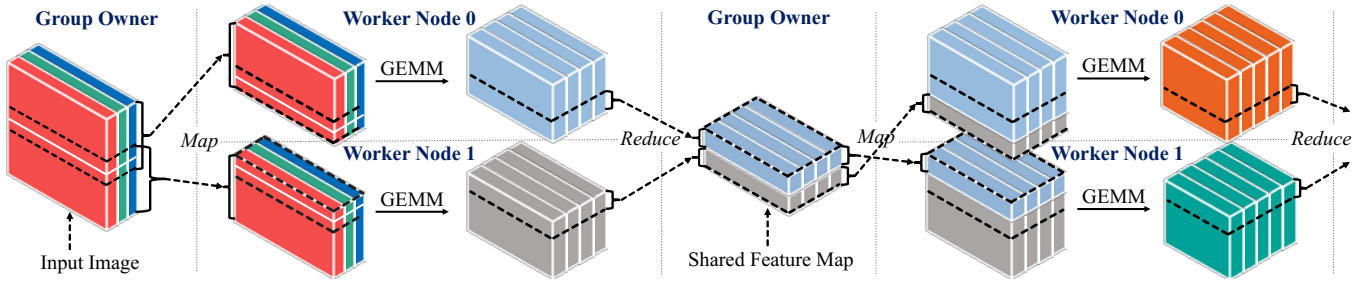 Group Owner
Worker Node 0
Group Owner
Worker Node 0
GEMM
GEMM
Map
Reduce
Map
Reduce
Worker Node 1
Worker Node 1
GEMM
GEMM
Input Image
Shared Feature Map